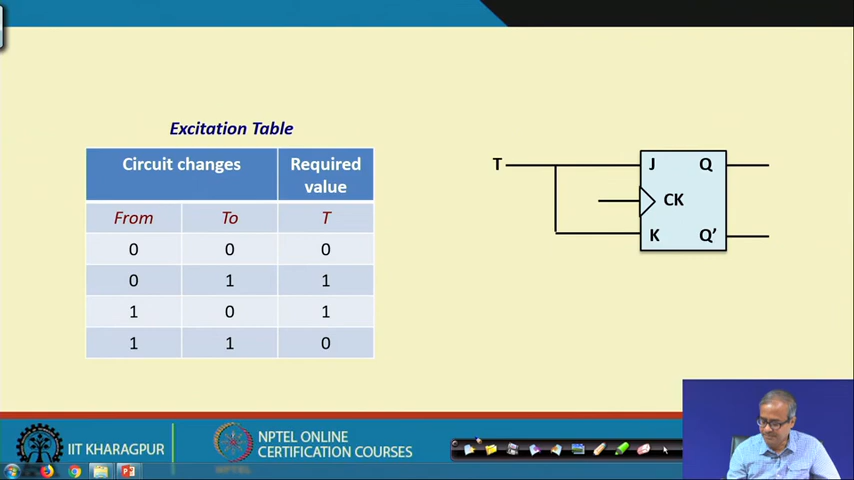 Excitation Table
Circuit changes Required value
From To T
0 0 0
0 1 1
1 0 1
1 1 0
T J Q
CK
K Q’
IIT KHARAGPUR
NPTEL ONLINE
CERTIFICATION COURSES
NPTEL